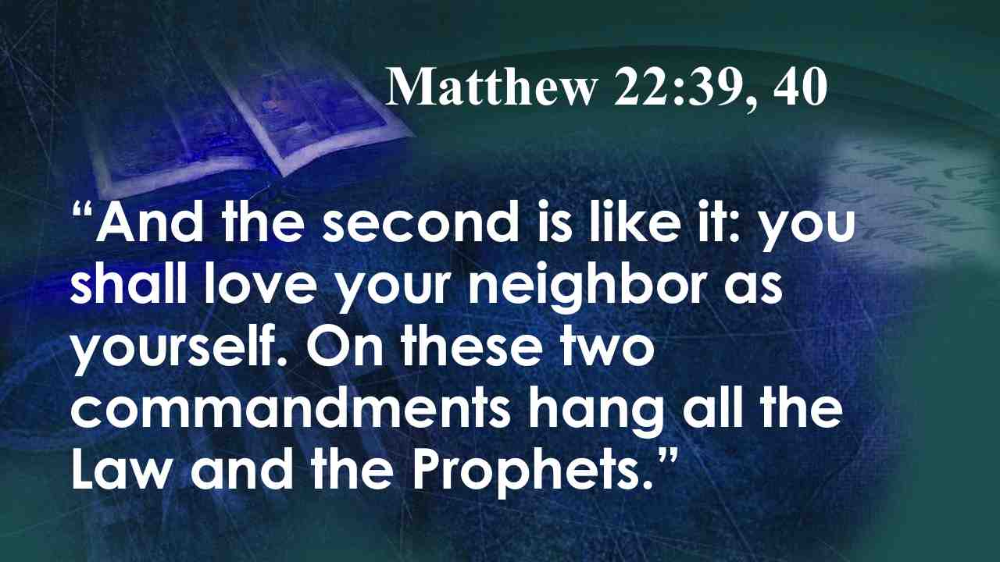 Matthew 22:39, 40
“And the second is like it: you
shall love your neighbor as
yourself. On these two
commandments hang all the
Law and the Prophets.”